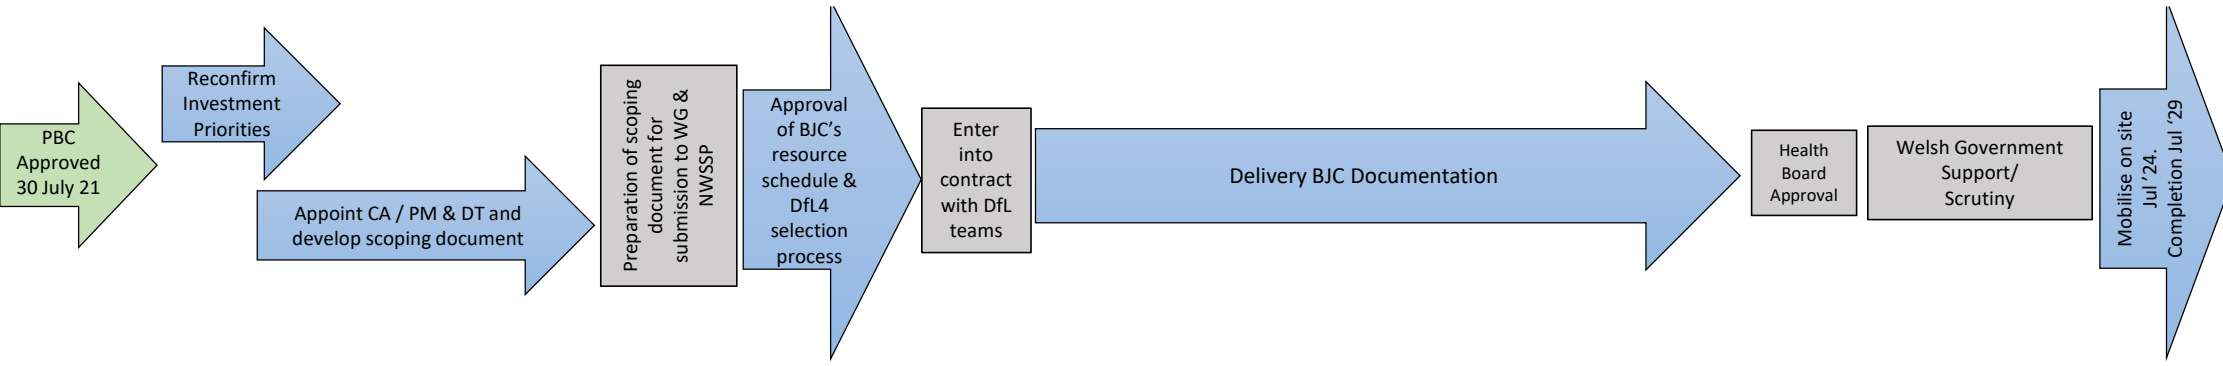 PBC
Approved
30 July 21
Reconfirm
Investment
Priorities
Appoint CA / PM & DT and
develop scoping document
Preparation of scoping
document for
submission to WG &
NWSSP
Approval
of BJC’s
resource
schedule &
DfL4
selection
process
Enter
into
contract
with DfL
teams
Delivery BJC Documentation
Health
Board
Approval
Welsh Government
Support/
Scrutiny
Mobilise on site
Jul ’24.
Completion Jul ’29